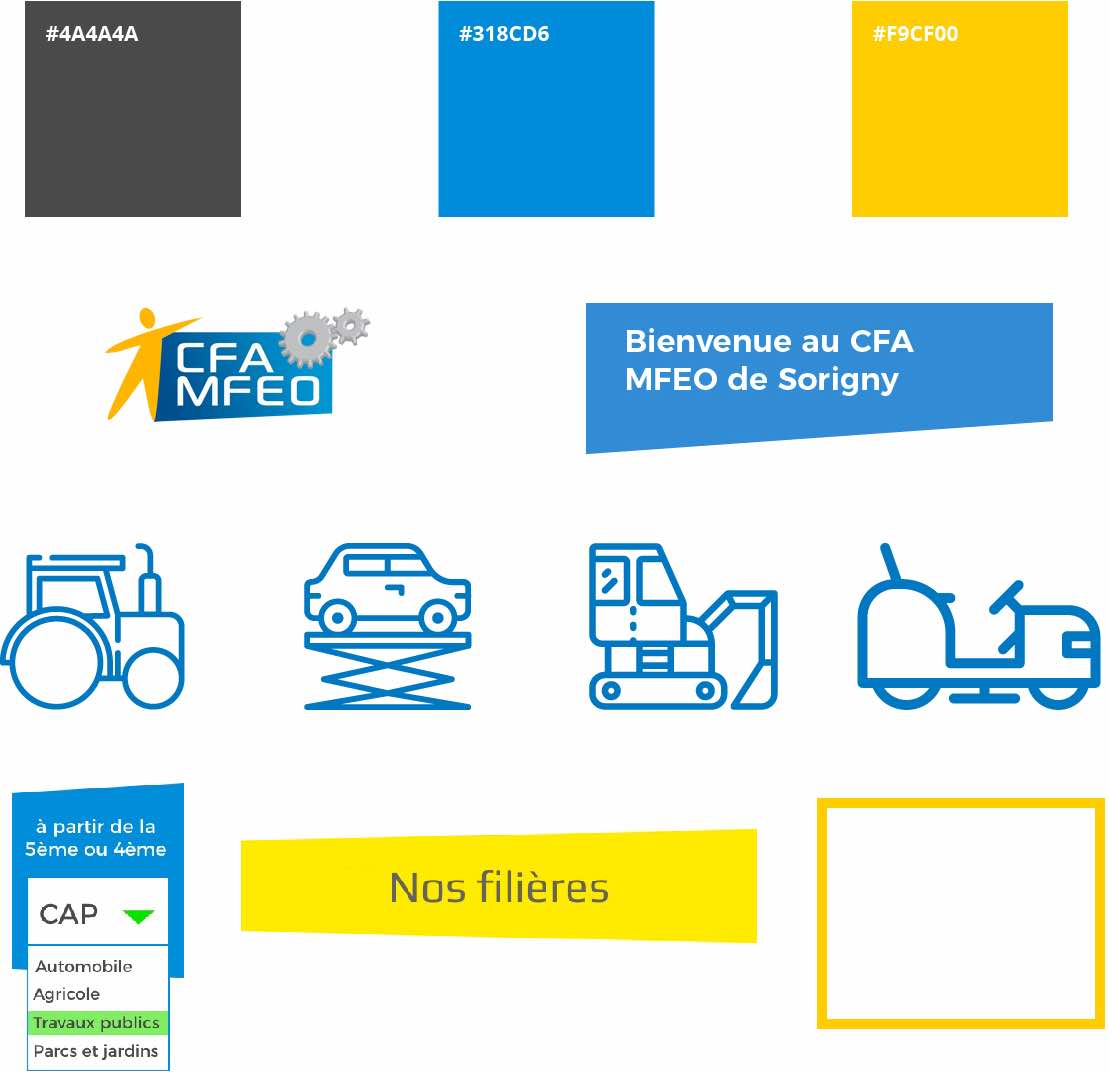 #4A4A4A
#318CD6
#F9CF00
CFA
MFEO
Bienvenue au CFA
MFEO de Sorigny
à partir de la
5ème ou 4ème
CAP
Automobile
Agricole
Travaux publics
Parcs et jardins
Nos filières